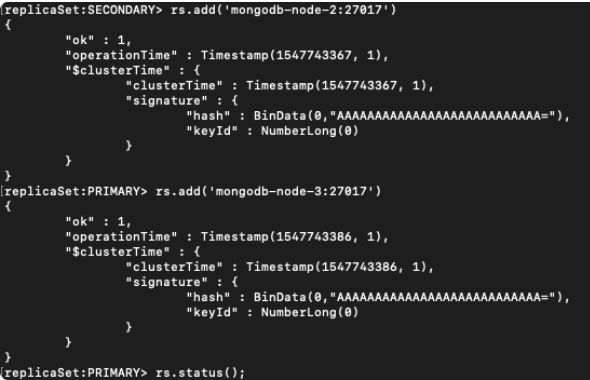 [replicaSet:SECONDARY> rs.add('mongodb-node-2:27017')
{
        "ok" : 1,
        "operationTime" : Timestamp(1547743367, 1),
        "$clusterTime" : {
                "clusterTime" : Timestamp(1547743367, 1),
                "signature" : {
                        "hash" : BinData(0,"AAAAAAAAAAAAAAAAAAAAAAAAAAA="),
                        "keyId" : NumberLong(0)
                }
        }
}
[replicaSet:PRIMARY> rs.add('mongodb-node-3:27017')
{
        "ok" : 1,
        "operationTime" : Timestamp(1547743386, 1),
        "$clusterTime" : {
                "clusterTime" : Timestamp(1547743386, 1),
                "signature" : {
                        "hash" : BinData(0,"AAAAAAAAAAAAAAAAAAAAAAAAAAA="),
                        "keyId" : NumberLong(0)
                }
        }
}
[replicaSet:PRIMARY> rs.status();